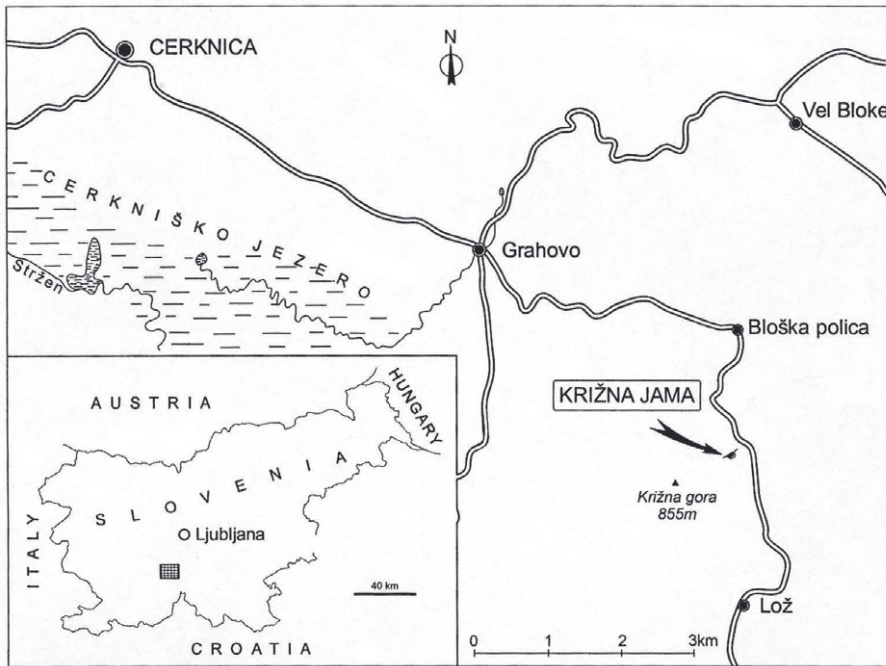 CERKNICA
N
Vel Bloke
CERKNIŠKO JEZERO
Stržen
Grahovo
Bloška polica
KRIŽNA JAMA
Križna gora
855m
Lož
0 1 2 3km
AUSTRIA
HUNGARY
SLOVENIA
Ljubljana
ITALY
40 km
CROATIA